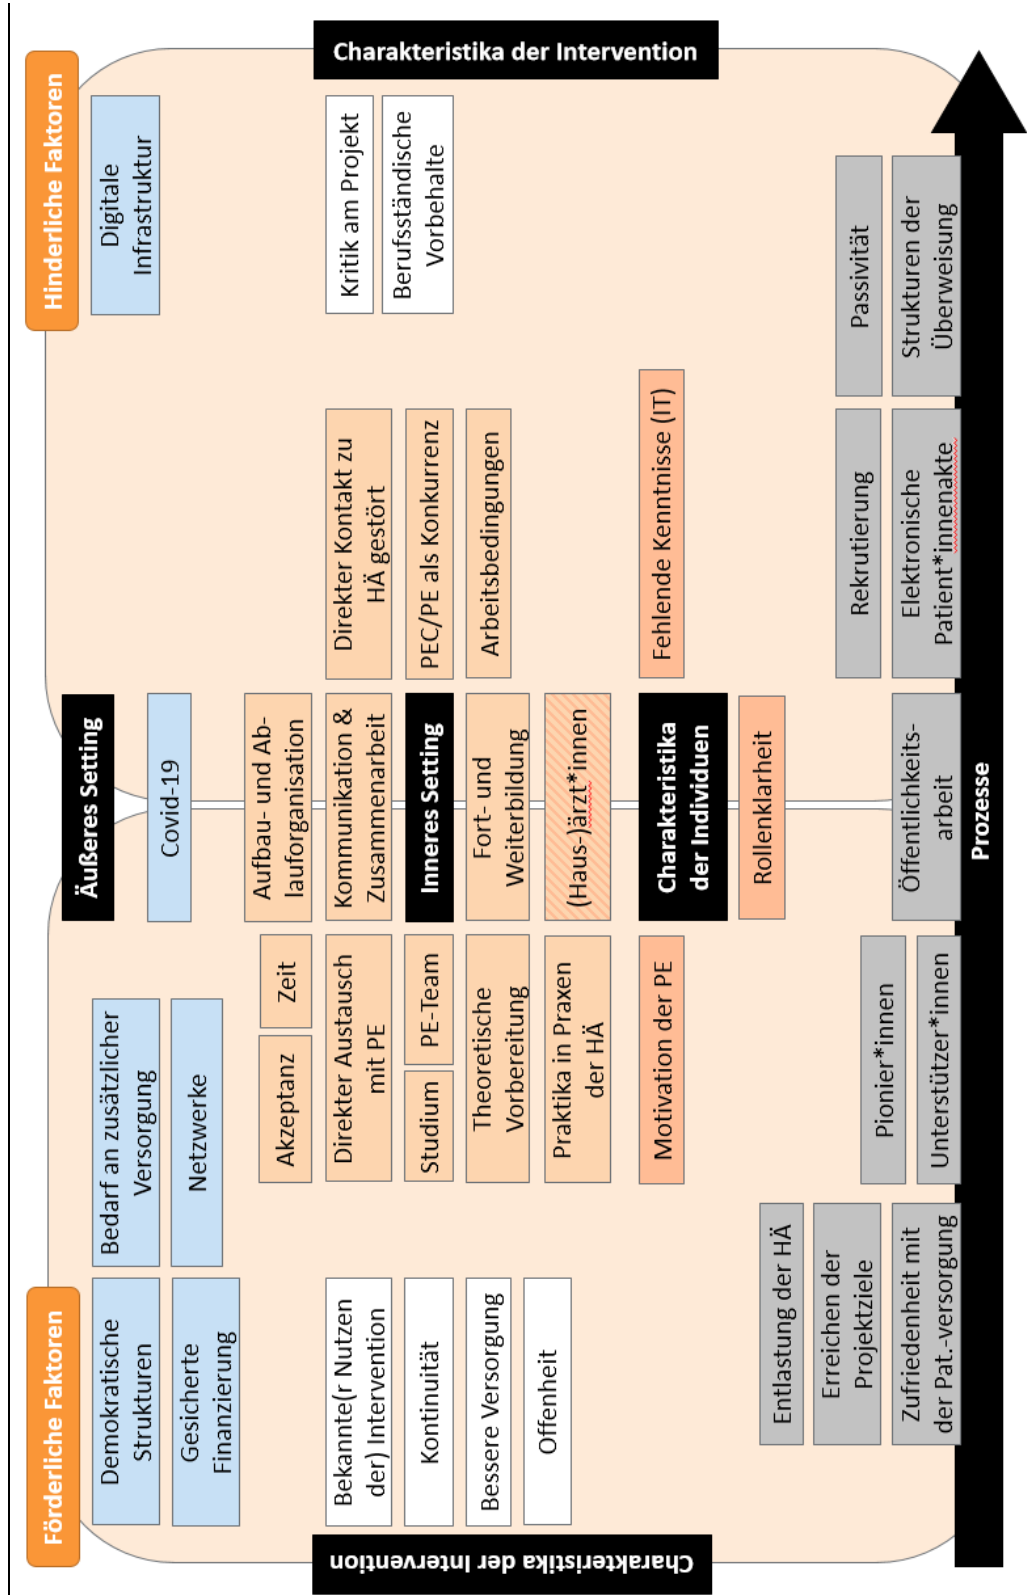 Förderliche Faktoren
Hinderliche Faktoren
Äußeres Setting
Demokratische
Strukturen
Bedarf an zusätzlicher
Versorgung
Digitale
Infrastruktur
Covid-19
Gesicherte
Finanzierung
Netzwerke
Akzeptanz
Zeit
Aufbau- und Ab-
lauforganisation
Charakteristika der Intervention
Bekannte(r Nutzen
der) Intervention
Direkter Austausch
mit PE
Kommunikation &
Zusammenarbeit
Direkter Kontakt zu
HÄ gestört
Kritik am Projekt
Charakteristika der Intervention
Kontinuität
Studium
PE-Team
Inneres Setting
PEC/PE als Konkurrenz
Berufsständische
Vorbehalte
Bessere Versorgung
Theoretische
Vorbereitung
Fort- und
Weiterbildung
Arbeitsbedingungen
Offenheit
Praktika in Praxen
der HÄ
(Haus-)ärzt*innen
Motivation der PE
Charakteristika
der Individuen
Fehlende Kenntnisse (IT)
Rollenklarheit
Entlastung der HÄ
Erreichen der
Projektziele
Pionier*innen
Rekrutierung
Passivität
Zufriedenheit mit
der Pat.-versorgung
Unterstützer*innen
Öffentlichkeits-
arbeit
Elektronische
Patient*innenakte
Strukturen der
Überweisung
Prozesse